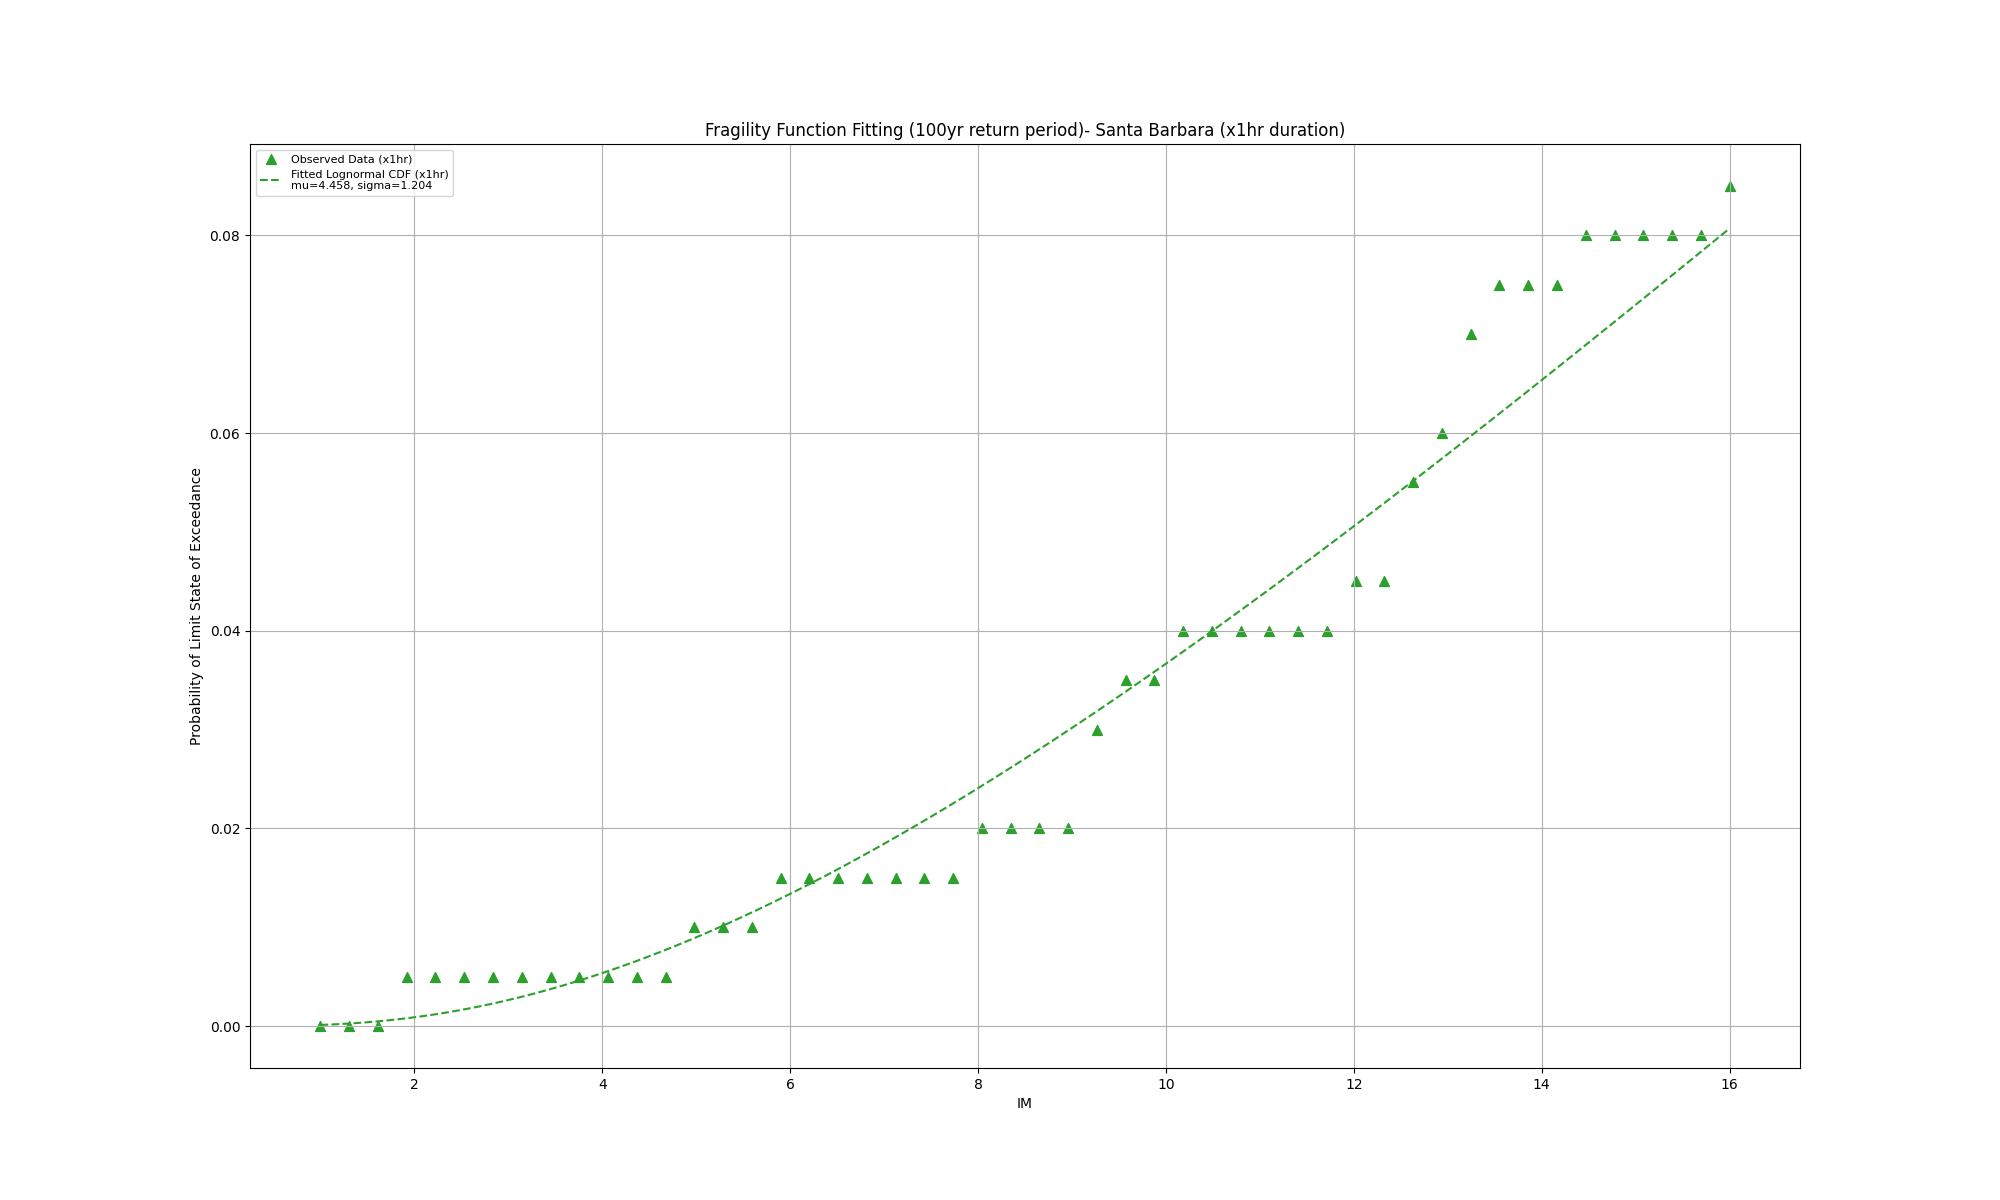 Fragility Function Fitting (100yr return period)- Santa Barbara (x1hr duration)
Observed Data (x1hr)
Fitted Lognormal CDF (x1hr)
mu=4.458, sigma=1.204
Probability of Limit State of Exceedance
0.08
0.06
0.04
0.02
0.00
2 4 6 8 10 12 14 16
IM